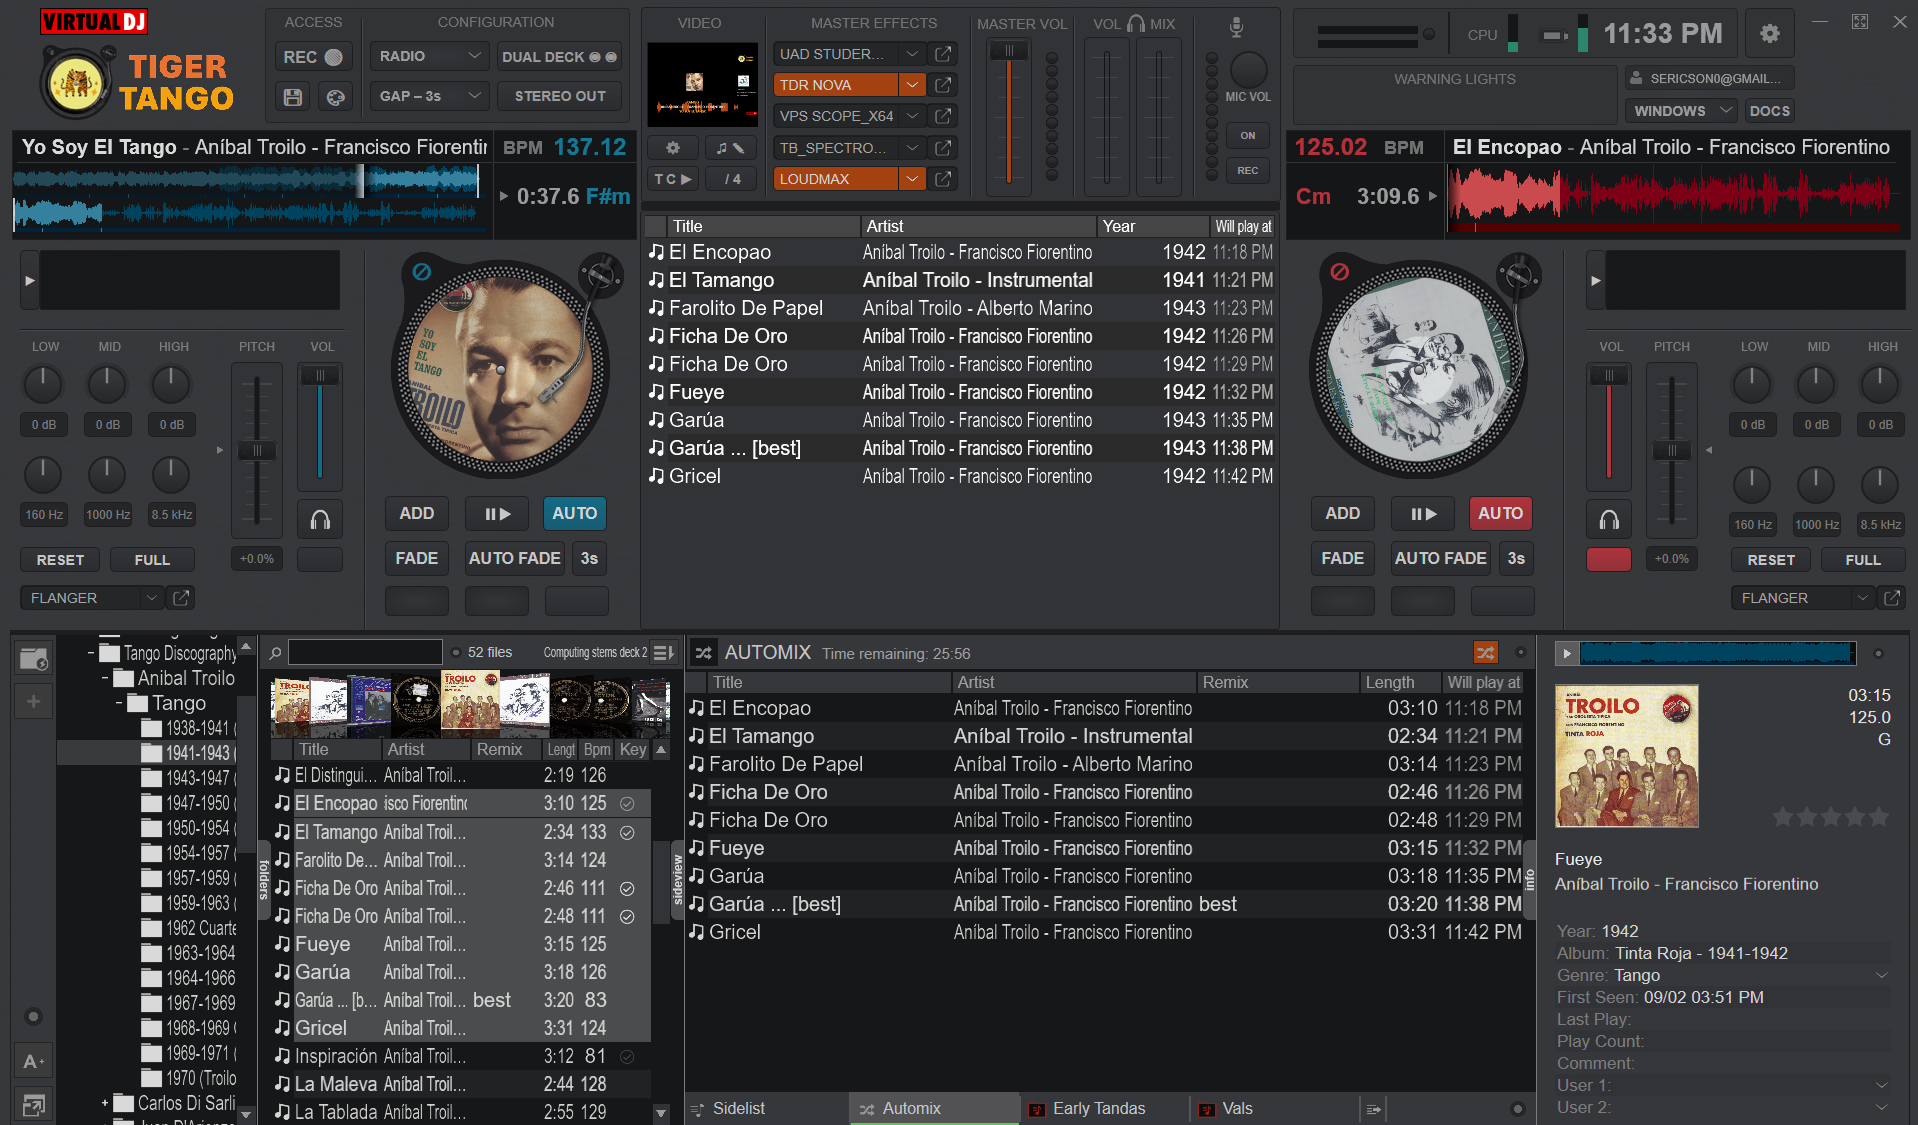 VIRTUAL DJ
TIGER
TANGO
ACCESS
REC
CONFIGURATION
RADIO
DUAL DECK
GAP – 3s
STEREO OUT
VIDEO
T C
/ 4
MASTER EFFECTS
UAD STUDER...
TDR NOVA
VPS SCOPE_X64
TB_SPECTRO...
LOUDMAX
MASTER VOL
VOL MIX
MIC VOL
ON
REC
CPU
11:33 PM
WARNING LIGHTS
SERICSON0@GMAIL...
WINDOWS
DOCS
Yo Soy El Tango - Aníbal Troilo - Francisco Fiorentin
BPM 137.12
0:37.6 F#m
125.02 BPM
Cm 3:09.6
El Encopao - Aníbal Troilo - Francisco Fiorentino
Title Artist Year Will play at
El Encopao Aníbal Troilo - Francisco Fiorentino 1942 11:18 PM
El Tamango Aníbal Troilo - Instrumental 1941 11:21 PM
Farolito De Papel Aníbal Troilo - Alberto Marino 1943 11:23 PM
Ficha De Oro Aníbal Troilo - Francisco Fiorentino 1942 11:26 PM
Ficha De Oro Aníbal Troilo - Francisco Fiorentino 1942 11:29 PM
Fueye Aníbal Troilo - Francisco Fiorentino 1942 11:32 PM
Garúa Aníbal Troilo - Francisco Fiorentino 1943 11:35 PM
Garúa ... [best] Aníbal Troilo - Francisco Fiorentino 1943 11:38 PM
Gricel Aníbal Troilo - Francisco Fiorentino 1942 11:42 PM
LOW MID HIGH PITCH VOL
0 dB 0 dB 0 dB
160 Hz 1000 Hz 8.5 kHz
RESET FULL +0.0%
FLANGER
YO
SOY
EL
TANGO
ANIBAL
TROILO
ADD AUTO
FADE AUTO FADE 3s
ADD AUTO
FADE AUTO FADE 3s
VOL PITCH LOW MID HIGH
0 dB 0 dB 0 dB
160 Hz 1000 Hz 8.5 kHz
+0.0% RESET FULL
FLANGER
Tango Discography
Anibal Troilo
Tango
1938-1941 (
1941-1943 (
1943-1947 (
1947-1950 (
1950-1954 (
1954-1957 (
1957-1959 (
1959-1963 (
1962 Cuarte
1963-1964
1964-1966
1967-1969
1968-1969 (
1969-1971 (
1970 (Troilo
Carlos Di Sarli
Juan D'Arienzo
A+
folders
52 files
Computing stems deck 2
Title Artist Remix Lengt Bpm Key
El Distingui... Aníbal Troil... 2:19 126
El Encopao isco Fiorentino 3:10 125
El Tamango Aníbal Troil... 2:34 133
Farolito De... Aníbal Troil... 3:14 124
Ficha De Oro Aníbal Troil... 2:46 111
Ficha De Oro Aníbal Troil... 2:48 111
Fueye Aníbal Troil... 3:15 125
Garúa Aníbal Troil... 3:18 126
Garúa ... [b... Aníbal Troil... best 3:20 83
Gricel Aníbal Troil... 3:31 124
Inspiración Aníbal Troil... 3:12 81
La Maleva Aníbal Troil... 2:44 128
La Tablada Aníbal Troil... 2:55 129
sideview
AUTOMIX Time remaining: 25:56
Title Artist Remix Length Will play at
El Encopao Aníbal Troilo - Francisco Fiorentino 03:10 11:18 PM
El Tamango Aníbal Troilo - Instrumental 02:34 11:21 PM
Farolito De Papel Aníbal Troilo - Alberto Marino 03:14 11:23 PM
Ficha De Oro Aníbal Troilo - Francisco Fiorentino 02:46 11:26 PM
Ficha De Oro Aníbal Troilo - Francisco Fiorentino 02:48 11:29 PM
Fueye Aníbal Troilo - Francisco Fiorentino 03:15 11:32 PM
Garúa Aníbal Troilo - Francisco Fiorentino 03:18 11:35 PM
Garúa ... [best] Aníbal Troilo - Francisco Fiorentino best 03:20 11:38 PM
Gricel Aníbal Troilo - Francisco Fiorentino 03:31 11:42 PM
Sidelist
Automix
Early Tandas
Vals
info
TROILO
TINTA ROJA
03:15
125.0
G
Fueye
Aníbal Troilo - Francisco Fiorentino
Year: 1942
Album: Tinta Roja - 1941-1942
Genre: Tango
First Seen: 09/02 03:51 PM
Last Play:
Play Count:
Comment:
User 1:
User 2: